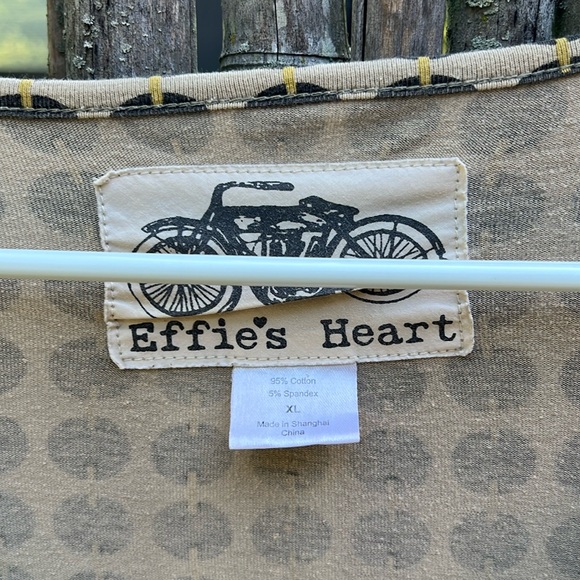 Effie's Heart
95% Cotton
5% Spandex
XL
Made in Shanghai
China